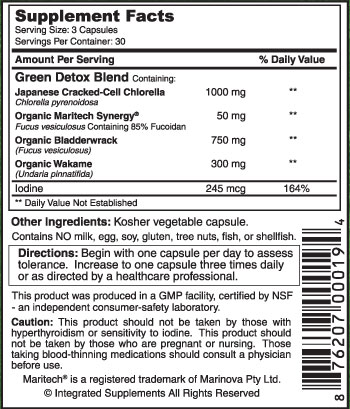 Supplement Facts
Serving Size: 3 Capsules
Servings Per Container: 30
Amount Per Serving % Daily Value
Green Detox Blend Containing:
Japanese Cracked-Cell Chlorella 1000 mg **
Chlorella pyrenoidosa
Organic Maritech Synergy® 50 mg **
Fucus vesiculosus Containing 85% Fucoidan
Organic Bladderwrack 750 mg **
(Fucus vesiculosus)
Organic Wakame 300 mg **
(Undaria pinnatifida)
Iodine 245 mcg 164%
** Daily Value Not Established
Other Ingredients: Kosher vegetable capsule.
Contains NO milk, egg, soy, gluten, tree nuts, fish, or shellfish.
Directions: Begin with one capsule per day to assess
tolerance. Increase to one capsule three times daily
or as directed by a healthcare professional.
This product was produced in a GMP facility, certified by NSF
- an independent consumer-safety laboratory.
Caution: This product should not be taken by those with
hyperthyroidism or sensitivity to iodine. This product should
not be taken by those who are pregnant or nursing. Those
taking blood-thinning medications should consult a physician
before use.
Maritech® is a registered trademark of Marinova Pty Ltd.
© Integrated Supplements All Rights Reserved
8 76207 00019 4